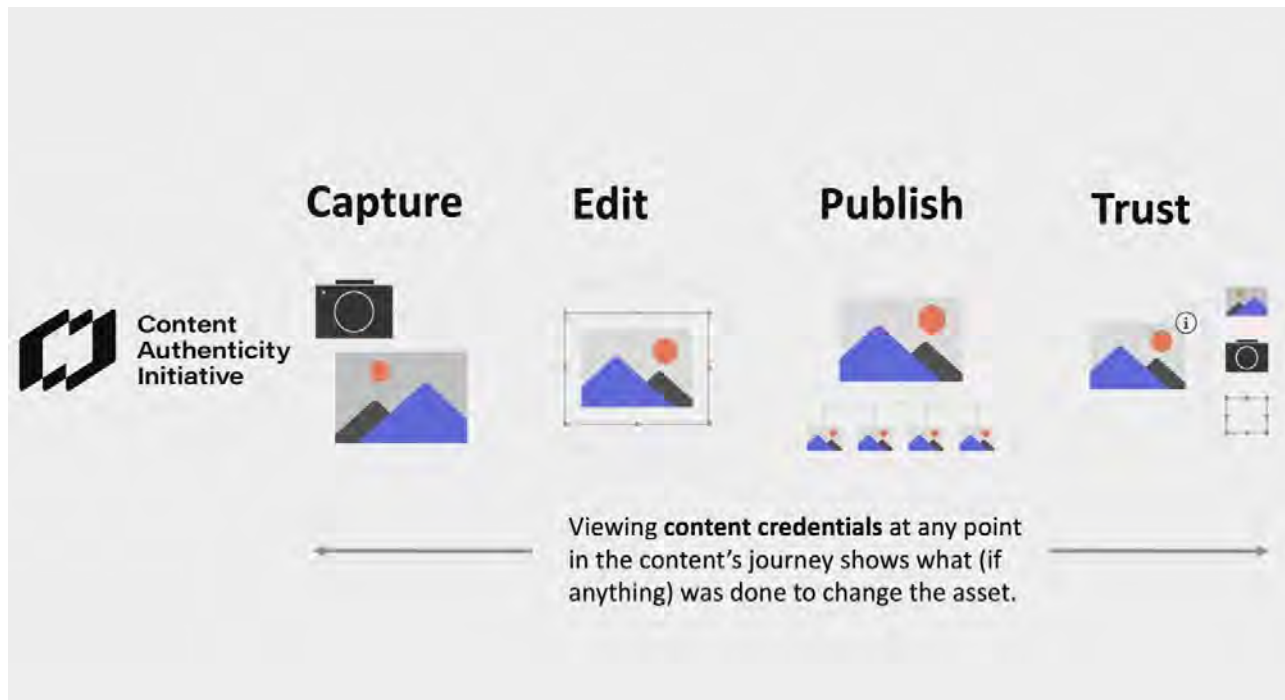 Capture
Edit
Publish
Trust
Content
Authenticity
Initiative
Viewing content credentials at any point
in the content’s journey shows what (if
anything) was done to change the asset.